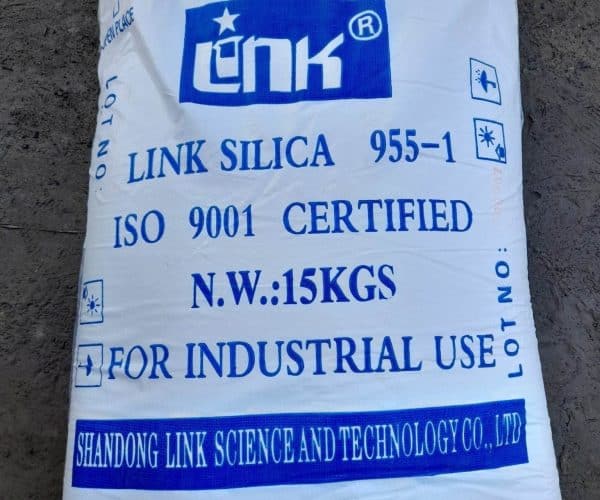 LINK®
LINK SILICA 955-1
ISO 9001 CERTIFIED
N.W.:15KGS
FOR INDUSTRIAL USE
SHANDONG LINK SCIENCE AND TECHNOLOGY CO., LTD
LOT NO:
LOT NO:
PLACE